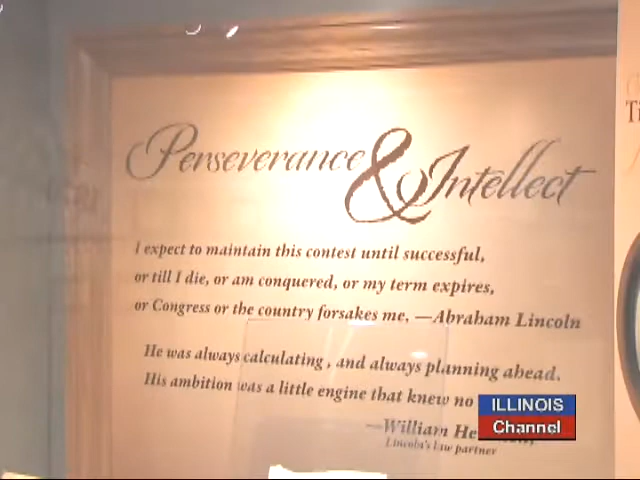 Perseverance & Intellect
I expect to maintain this contest until successful,
or till I die, or am conquered, or my term expires,
or Congress or the country forsakes me. —Abraham Lincoln
He was always calculating, and always planning ahead.
His ambition was a little engine that knew no
—William
Lincoln's law partner
ILLINOIS
Channel